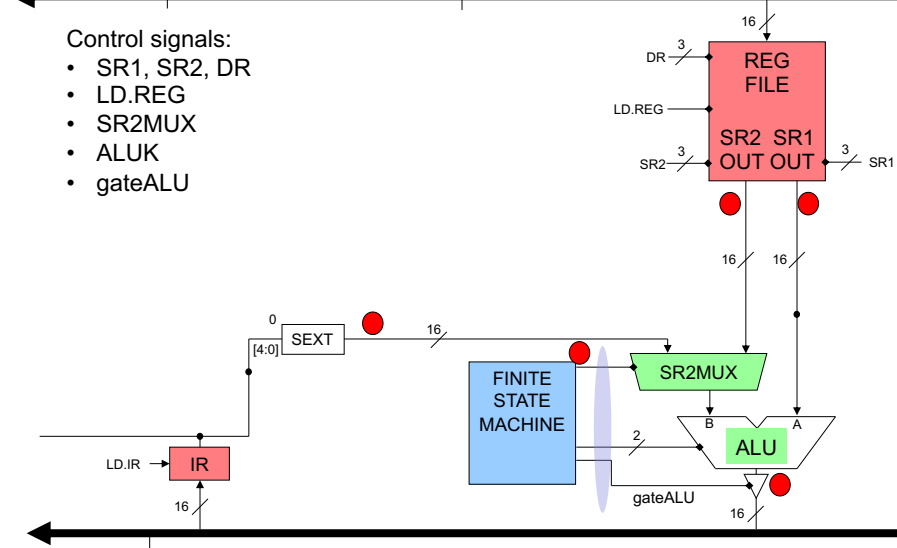 Control signals:
• SR1, SR2, DR
• LD.REG
• SR2MUX
• ALUK
• gateALU
16
DR
3
REG
FILE
LD.REG
SR2 SR1
OUT OUT
SR2
3
3
SR1
16
16
0
[4:0]
SEXT
16
FINITE
STATE
MACHINE
SR2MUX
B
A
2
ALU
LD.IR
IR
gateALU
16
16